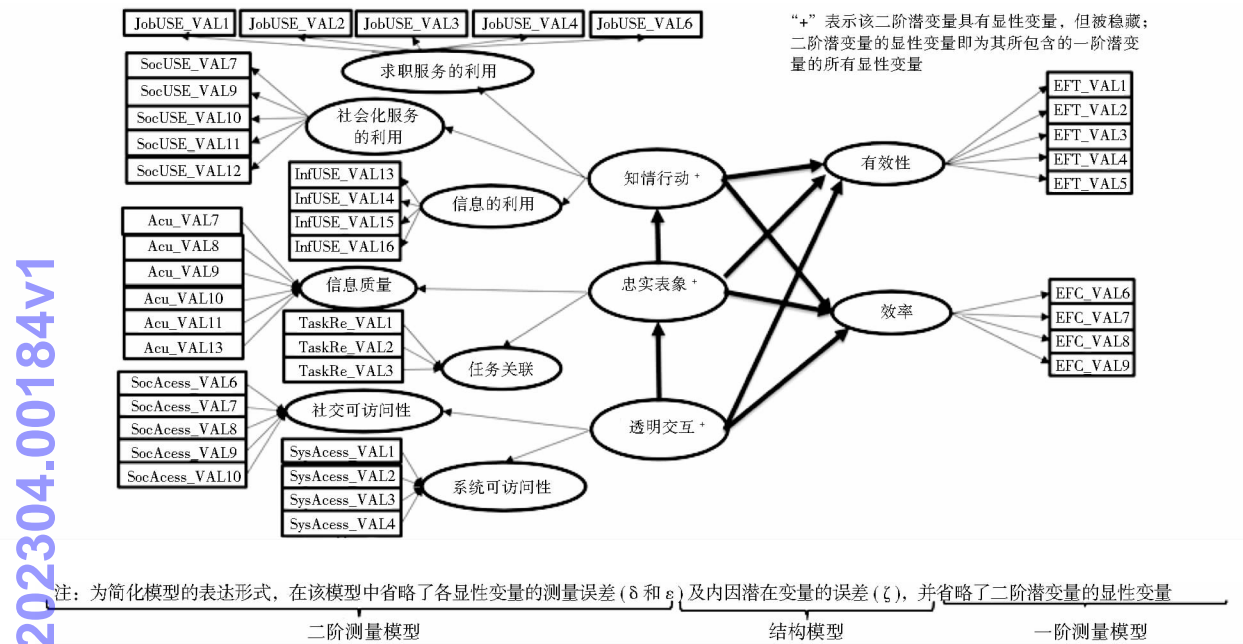 JobUSE_VAL1
JobUSE_VAL2
JobUSE_VAL3
JobUSE_VAL4
JobUSE_VAL6
“+”表示该二阶潜变量具有显性变量，但被稳藏；
二阶潜变量的显性变量即为其所包含的一阶潜变
量的所有显性变量
求职服务的利用
SocUSE_VAL7
SocUSE_VAL9
SocUSE_VAL10
SocUSE_VAL11
SocUSE_VAL12
社会化服务
的利用
InfUSE_VAL13
InfUSE_VAL14
InfUSE_VAL15
InfUSE_VAL16
信息的利用
知情行动+
有效性
EFT_VAL1
EFT_VAL2
EFT_VAL3
EFT_VAL4
EFT_VAL5
Acu_VAL7
Acu_VAL8
Acu_VAL9
Acu_VAL10
Acu_VAL11
Acu_VAL13
信息质量
忠实表象+
TaskRe_VAL1
TaskRe_VAL2
TaskRe_VAL3
任务关联
效率
EFC_VAL6
EFC_VAL7
EFC_VAL8
EFC_VAL9
SocAcess_VAL6
SocAcess_VAL7
SocAcess_VAL8
SocAcess_VAL9
SocAcess_VAL10
社交可访问性
透明交互+
SysAcess_VAL1
SysAcess_VAL2
SysAcess_VAL3
SysAcess_VAL4
系统可访问性
注：为简化模型的表达形式，在该模型中省略了各显性变量的测量误差(δ和ε)及内因潜在变量的误差(ζ)，并省略了二阶潜变量的显性变量
二阶测量模型
结构模型
一阶测量模型
202304.00184v1